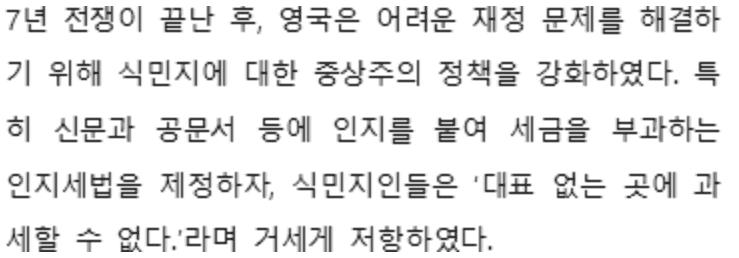 7년 전쟁이 끝난 후, 영국은 어려운 재정 문제를 해결하
기 위해 식민지에 대한 중상주의 정책을 강화하였다. 특
히 신문과 공문서 등에 인지를 붙여 세금을 부과하는
인지세법을 제정하자, 식민지인들은 '대표 없는 곳에 과
세할 수 없다.'라며 거세게 저항하였다.